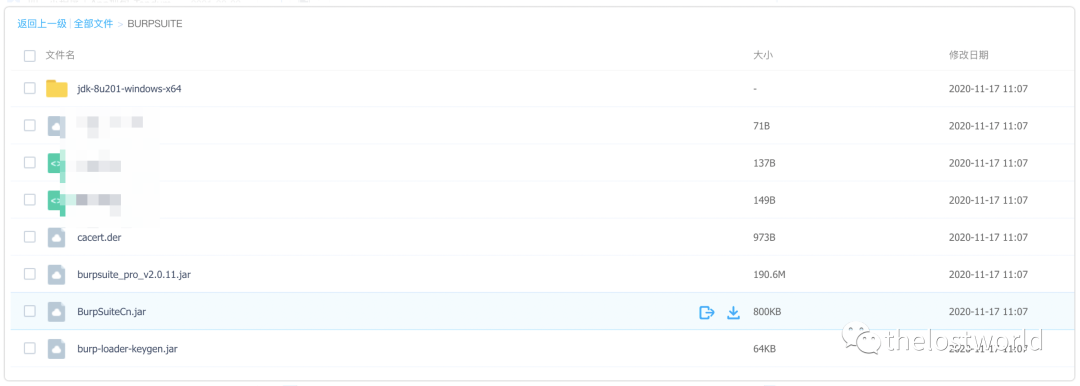 返回上一级 | 全部文件 > BURPSUITE
文件名 大小 修改日期
jdk-8u201-windows-x64 - 2020-11-17 11:07
71B 2020-11-17 11:07
137B 2020-11-17 11:07
149B 2020-11-17 11:07
cacert.der 973B 2020-11-17 11:07
burpsuite_pro_v2.0.11.jar 190.6M 2020-11-17 11:07
BurpSuiteCn.jar 800KB 2020-11-17 11:07
burp-loader-keygen.jar 64KB 2020-11-17 11:07
thelostworld